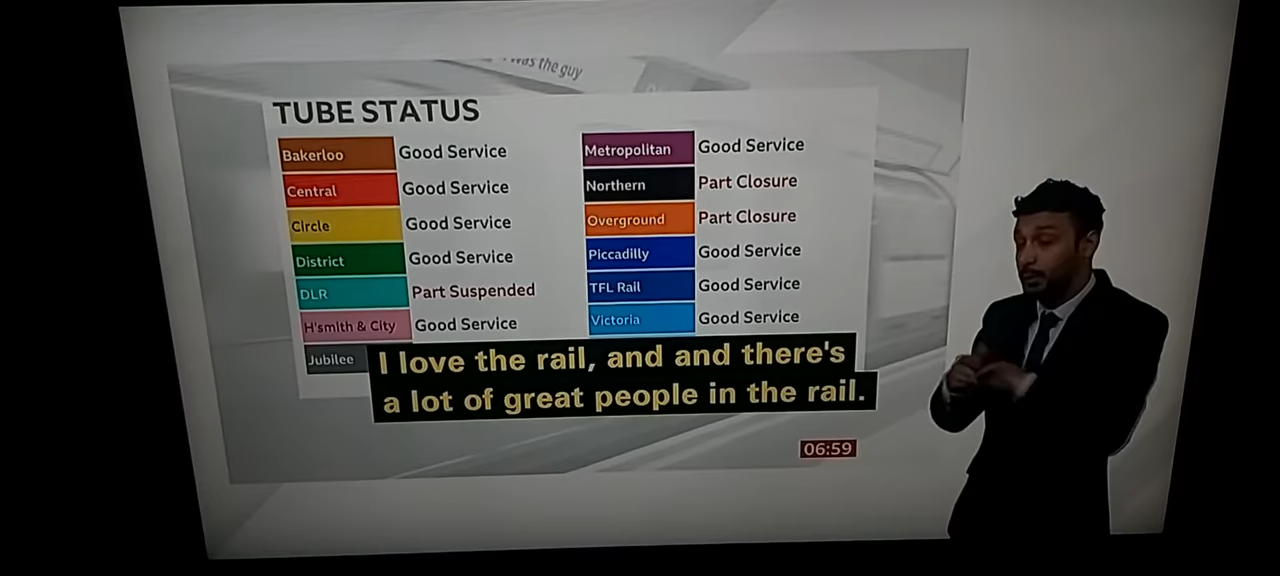 was the guy
TUBE STATUS
Bakerloo Good Service
Central Good Service
Circle Good Service
District Good Service
DLR Part Suspended
H'smith & City Good Service
Jubilee
Metropolitan Good Service
Northern Part Closure
Overground Part Closure
Piccadilly Good Service
TFL Rail Good Service
Victoria Good Service
I love the rail, and and there's
a lot of great people in the rail.
06:59